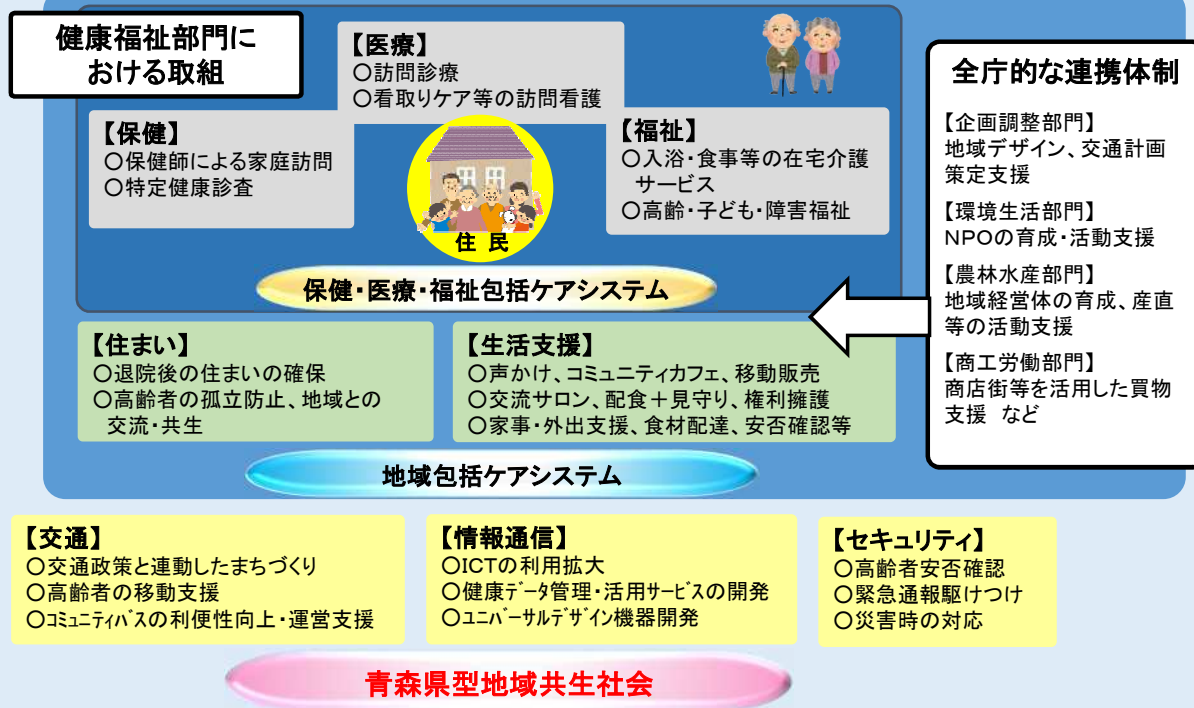 健康福祉部門に
おける取組
【医療】
○訪問診療
○看取りケア等の訪問看護
【保健】
○保健師による家庭訪問
○特定健康診査
【福祉】
○入浴・食事等の在宅介護
サービス
○高齢・子ども・障害福祉
住 民
保健・医療・福祉包括ケアシステム
全庁的な連携体制
【企画調整部門】
地域デザイン、交通計画
策定支援
【環境生活部門】
NPOの育成・活動支援
【農林水産部門】
地域経営体の育成、産直
等の活動支援
【商工労働部門】
商店街等を活用した買物
支援 など
【住まい】
○退院後の住まいの確保
○高齢者の孤立防止、地域との
交流・共生
【生活支援】
○声かけ、コミュニティカフェ、移動販売
○交流サロン、配食+見守り、権利擁護
○家事・外出支援、食材配達、安否確認等
地域包括ケアシステム
【交通】
○交通政策と連動したまちづくり
○高齢者の移動支援
○コミュニティバスの利便性向上・運営支援
【情報通信】
○ICTの利用拡大
○健康データ管理・活用サービスの開発
○ユニバーサルデザイン機器開発
【セキュリティ】
○高齢者安否確認
○緊急通報駆けつけ
○災害時の対応
青森県型地域共生社会